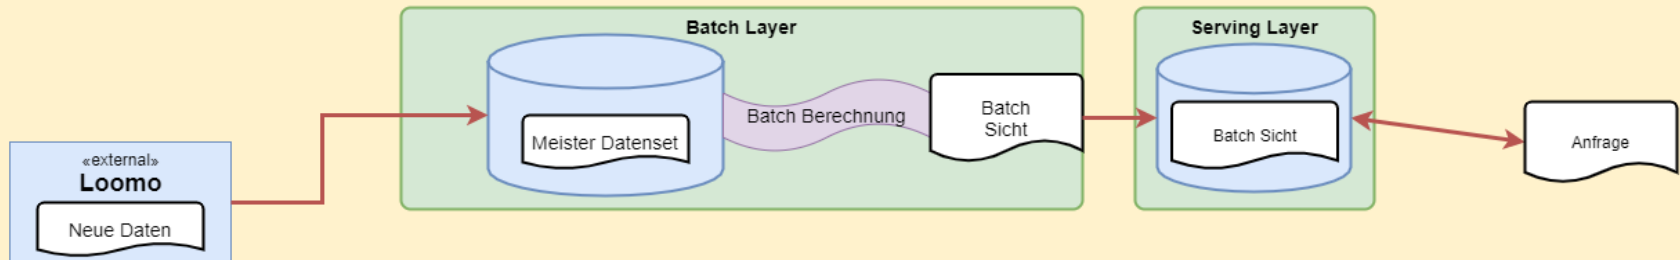 Batch Layer
Serving Layer
Batch Berechnung
Batch
Sicht
Meister Datenset
Batch Sicht
Anfrage
«external»
Loomo
Neue Daten